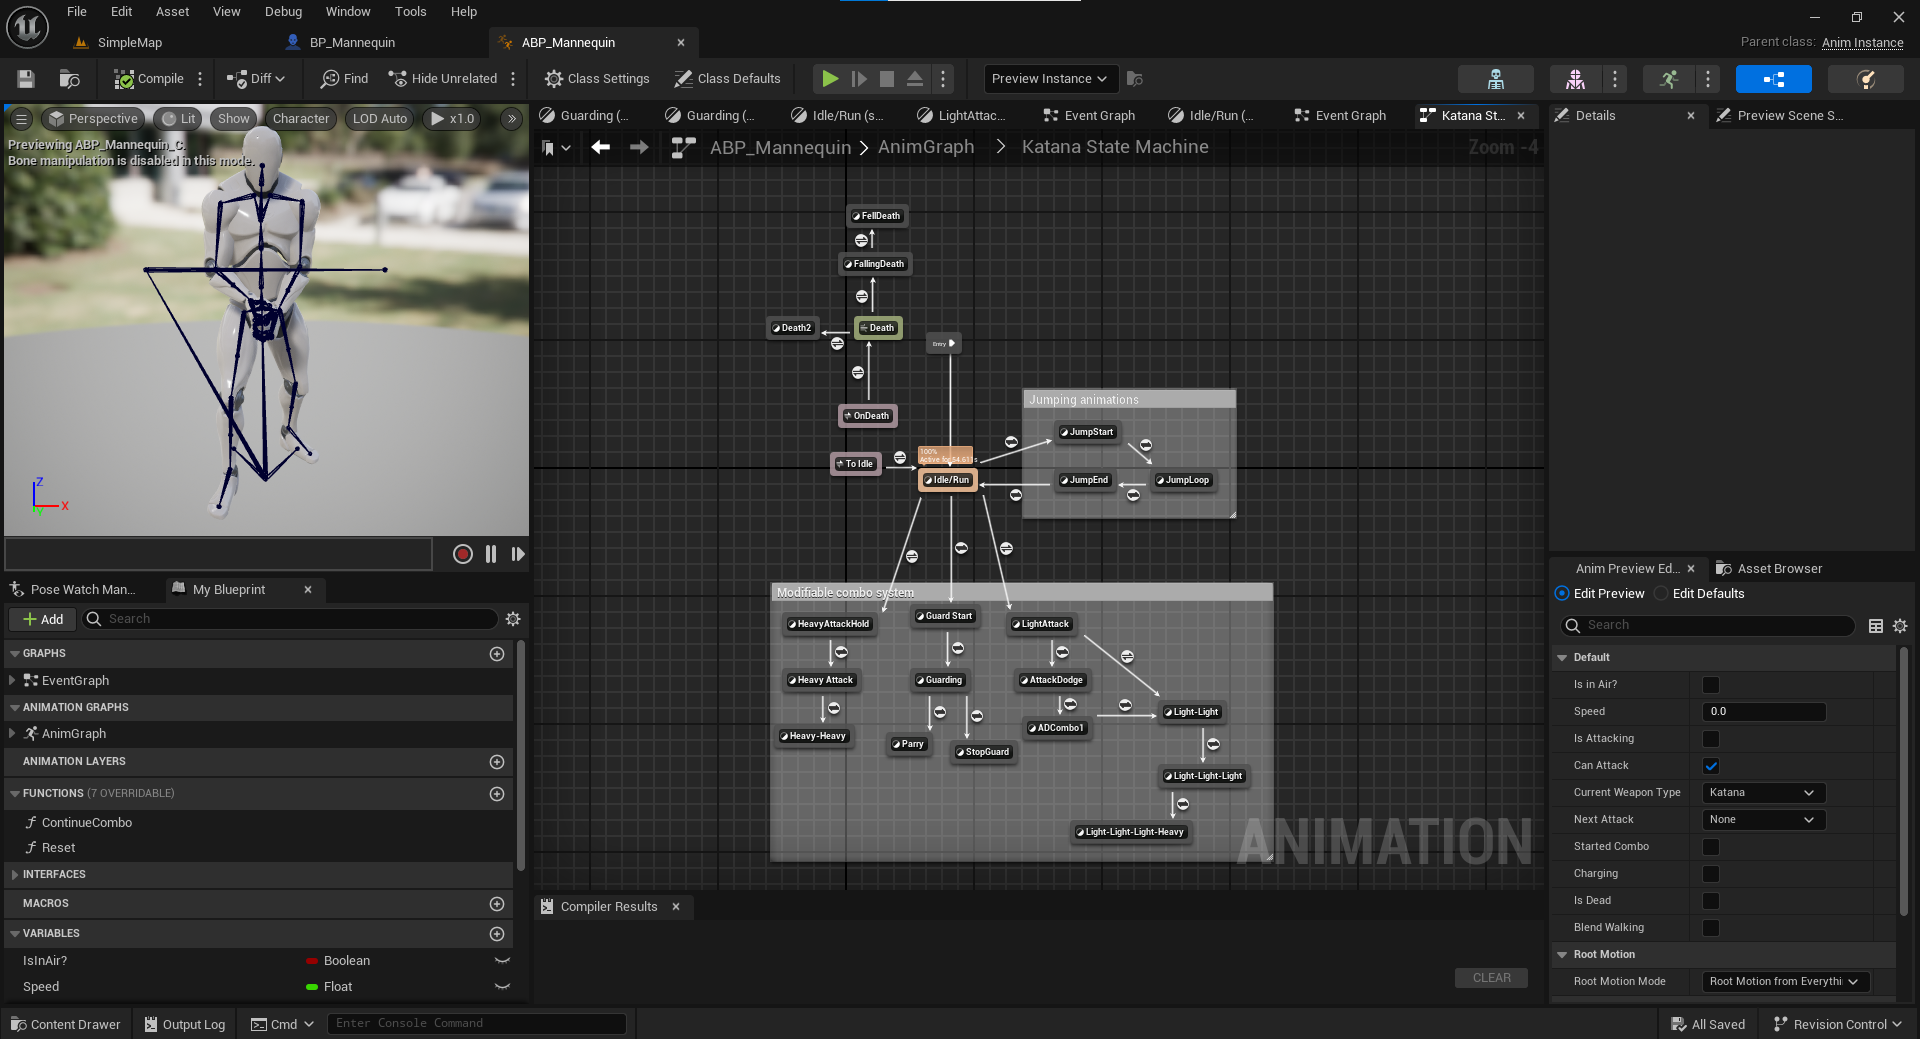 File Edit Asset View Debug Window Tools Help
SimpleMap
BP_Mannequin
ABP_Mannequin
Parent class: Anim Instance
Compile
Diff
Find
Hide Unrelated
Class Settings
Class Defaults
Preview Instance
Perspective
Lit
Show
Character
LOD Auto
x1.0
Previewing ABP_Mannequin_C.
Bone manipulation is disabled in this mode.
Z
X
Y
Guarding (...
Guarding (...
Idle/Run (s...
LightAttac...
Event Graph
Idle/Run (...
Event Graph
Katana St...
ABP_Mannequin > AnimGraph > Katana State Machine
Zoom -4
FellDeath
FallingDeath
Death2
Death
Entry
OnDeath
To Idle
100%
Idle/Run
Jumping animations
JumpStart
JumpEnd
JumpLoop
Modifiable combo system
HeavyAttackHold
Guard Start
LightAttack
Heavy Attack
Guarding
AttackDodge
Light-Light
Heavy-Heavy
Parry
StopGuard
ADCombo1
Light-Light-Light
Light-Light-Light-Heavy
ANIMATION
Compiler Results
CLEAR
Pose Watch Man...
My Blueprint
Add
Search
GRAPHS
EventGraph
ANIMATION GRAPHS
AnimGraph
ANIMATION LAYERS
FUNCTIONS (7 OVERRIDABLE)
ContinueCombo
Reset
INTERFACES
MACROS
VARIABLES
IsInAir? Boolean
Speed Float
Details
Preview Scene S...
Anim Preview Ed...
Asset Browser
Edit Preview
Edit Defaults
Search
Default
Is in Air?
Speed 0.0
Is Attacking
Can Attack
Current Weapon Type Katana
Next Attack None
Started Combo
Charging
Is Dead
Blend Walking
Root Motion
Root Motion Mode Root Motion from Everythi
Content Drawer
Output Log
Cmd
Enter Console Command
All Saved
Revision Control